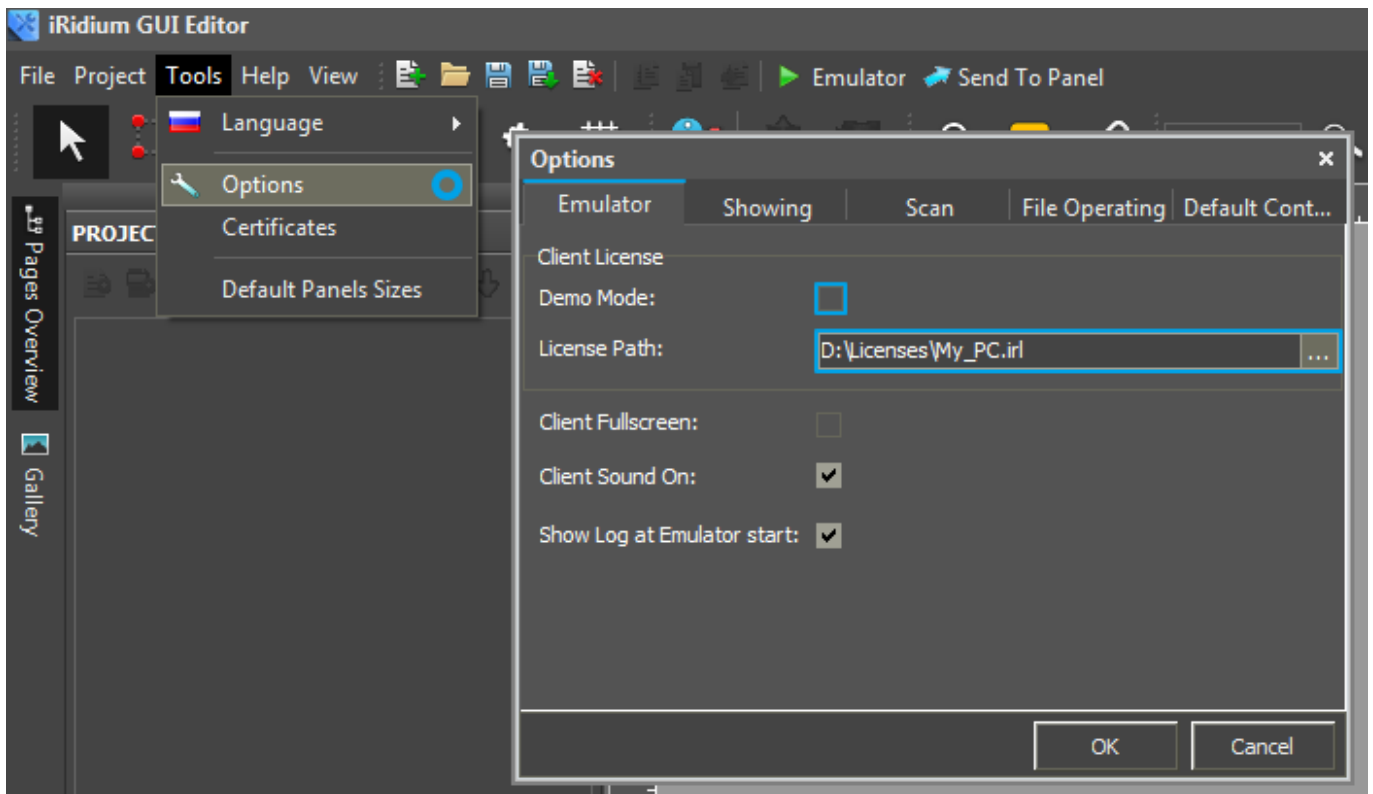 iRidium GUI Editor
File Project Tools Help View Emulator Send To Panel
Language
Options
Certificates
Default Panels Sizes
Pages Overview
Gallery
PROJEC
Options
Emulator Showing Scan File Operating Default Cont...
Client License
Demo Mode:
License Path: D:\Licenses\My_PC.irl ...
Client Fullscreen:
Client Sound On:
Show Log at Emulator start:
OK Cancel